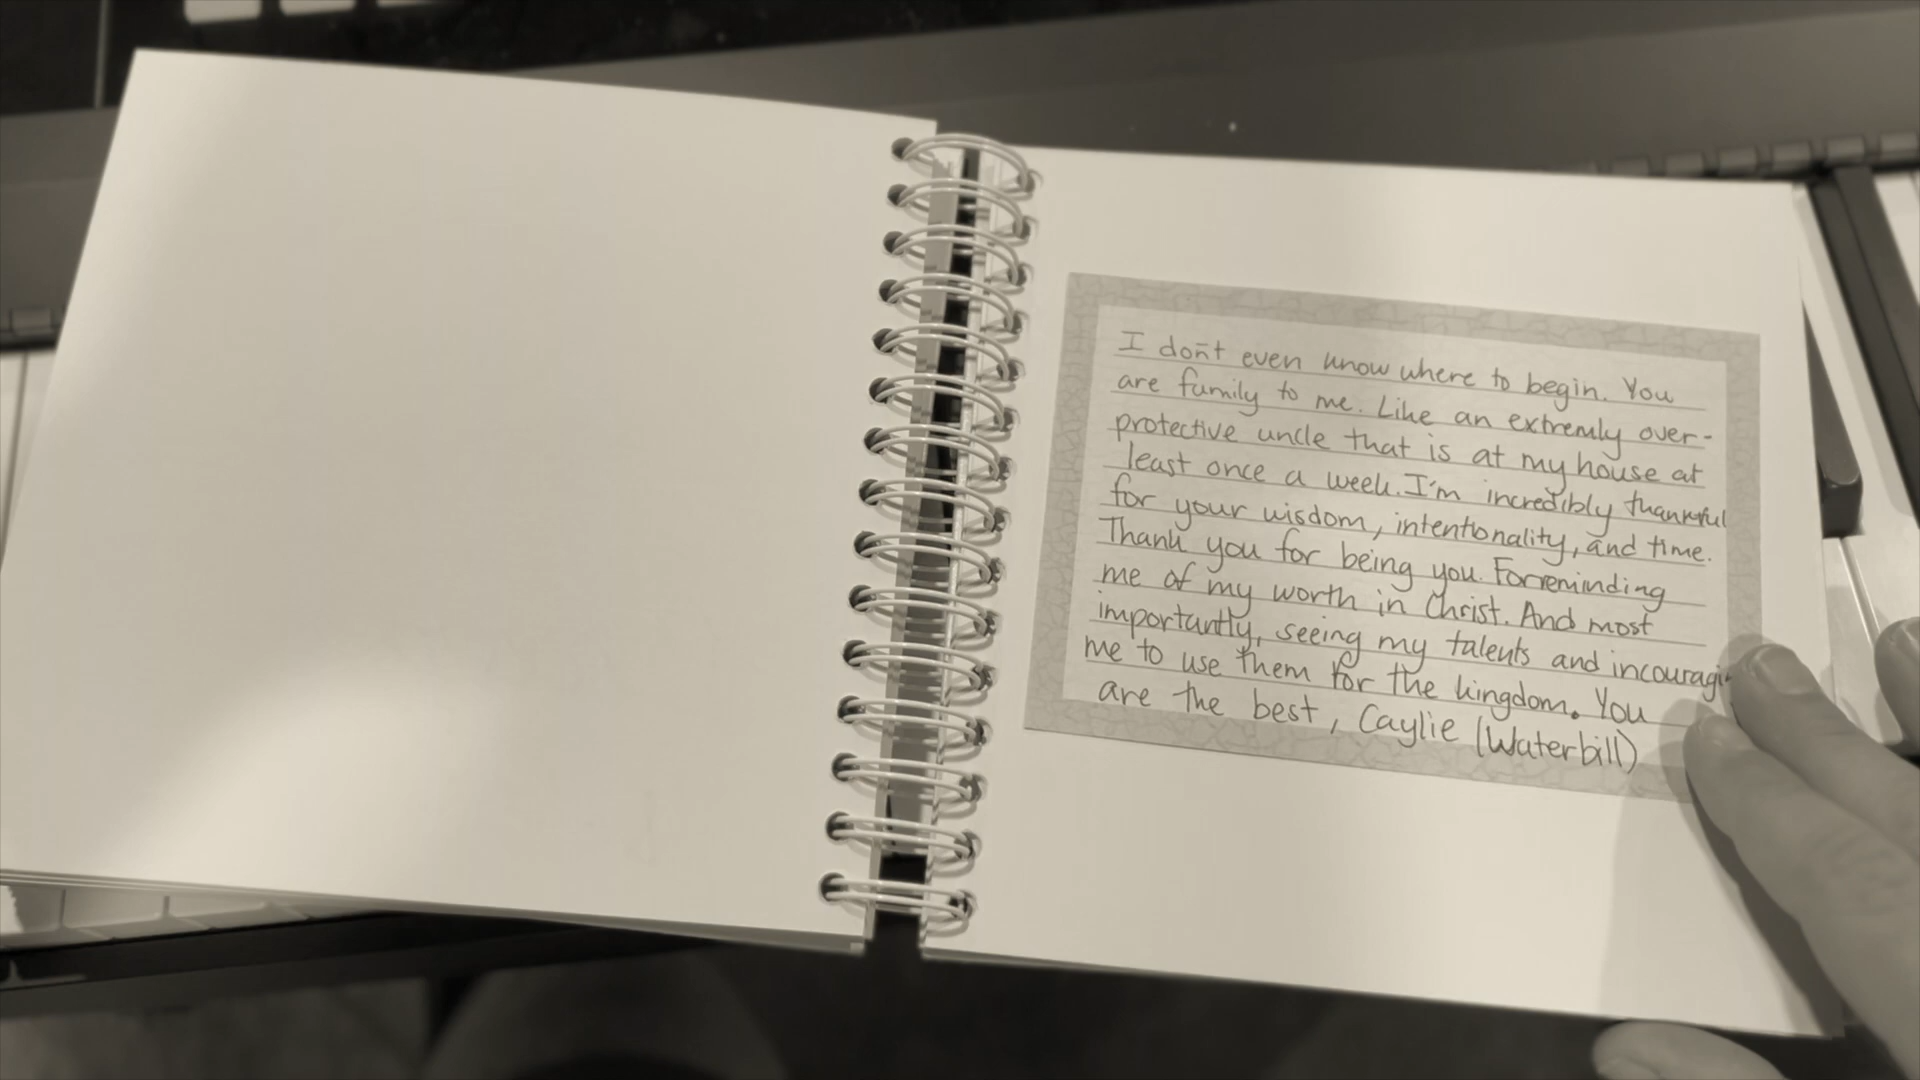 I don't even know where to begin. You
are family to me. Like an extremly over-
protective uncle that is at my house at
least once a week. I'm incredibly thankful
for your wisdom, intentionality, and time.
Thank you for being you. For reminding
me of my worth in Christ. And most
importantly, seeing my talents and incouragi
me to use them for the kingdom. You
are the best, Caylie (Waterbill)